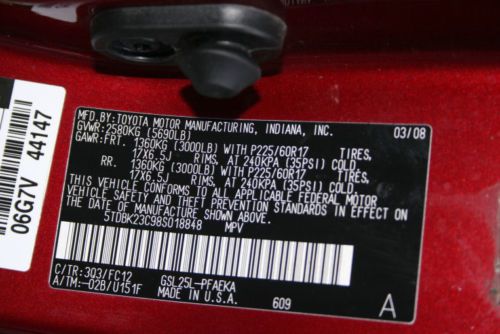 MFD.BY:TOYOTA MOTOR MANUFACTURING, INDIANA, INC. 03/08
GVWR: 2580KG (5690LB)
GAWR:FRT. 1360KG (3000LB) WITH P225/60R17 TIRES,
17X6.5J RIMS, AT 240KPA (35PSI) COLD
RR. 1360KG (3000LB) WITH P225/60R17 TIRES,
17X6.5J RIMS, AT 240KPA (35PSI) COLD
THIS VEHICLE CONFORMS TO ALL APPLICABLE FEDERAL MOTOR
VEHICLE SAFETY AND THEFT PREVENTION STANDARDS IN EFFECT
ON THE DATE OF MANUFACTURE SHOWN ABOVE.
5TDBK23C98S018848 MPV
C/TR: 3Q3/FC12 GSL25L-PFAEKA
A/TM:-02B/U151F MADE IN U.S.A. 609 A
06G7V 44147